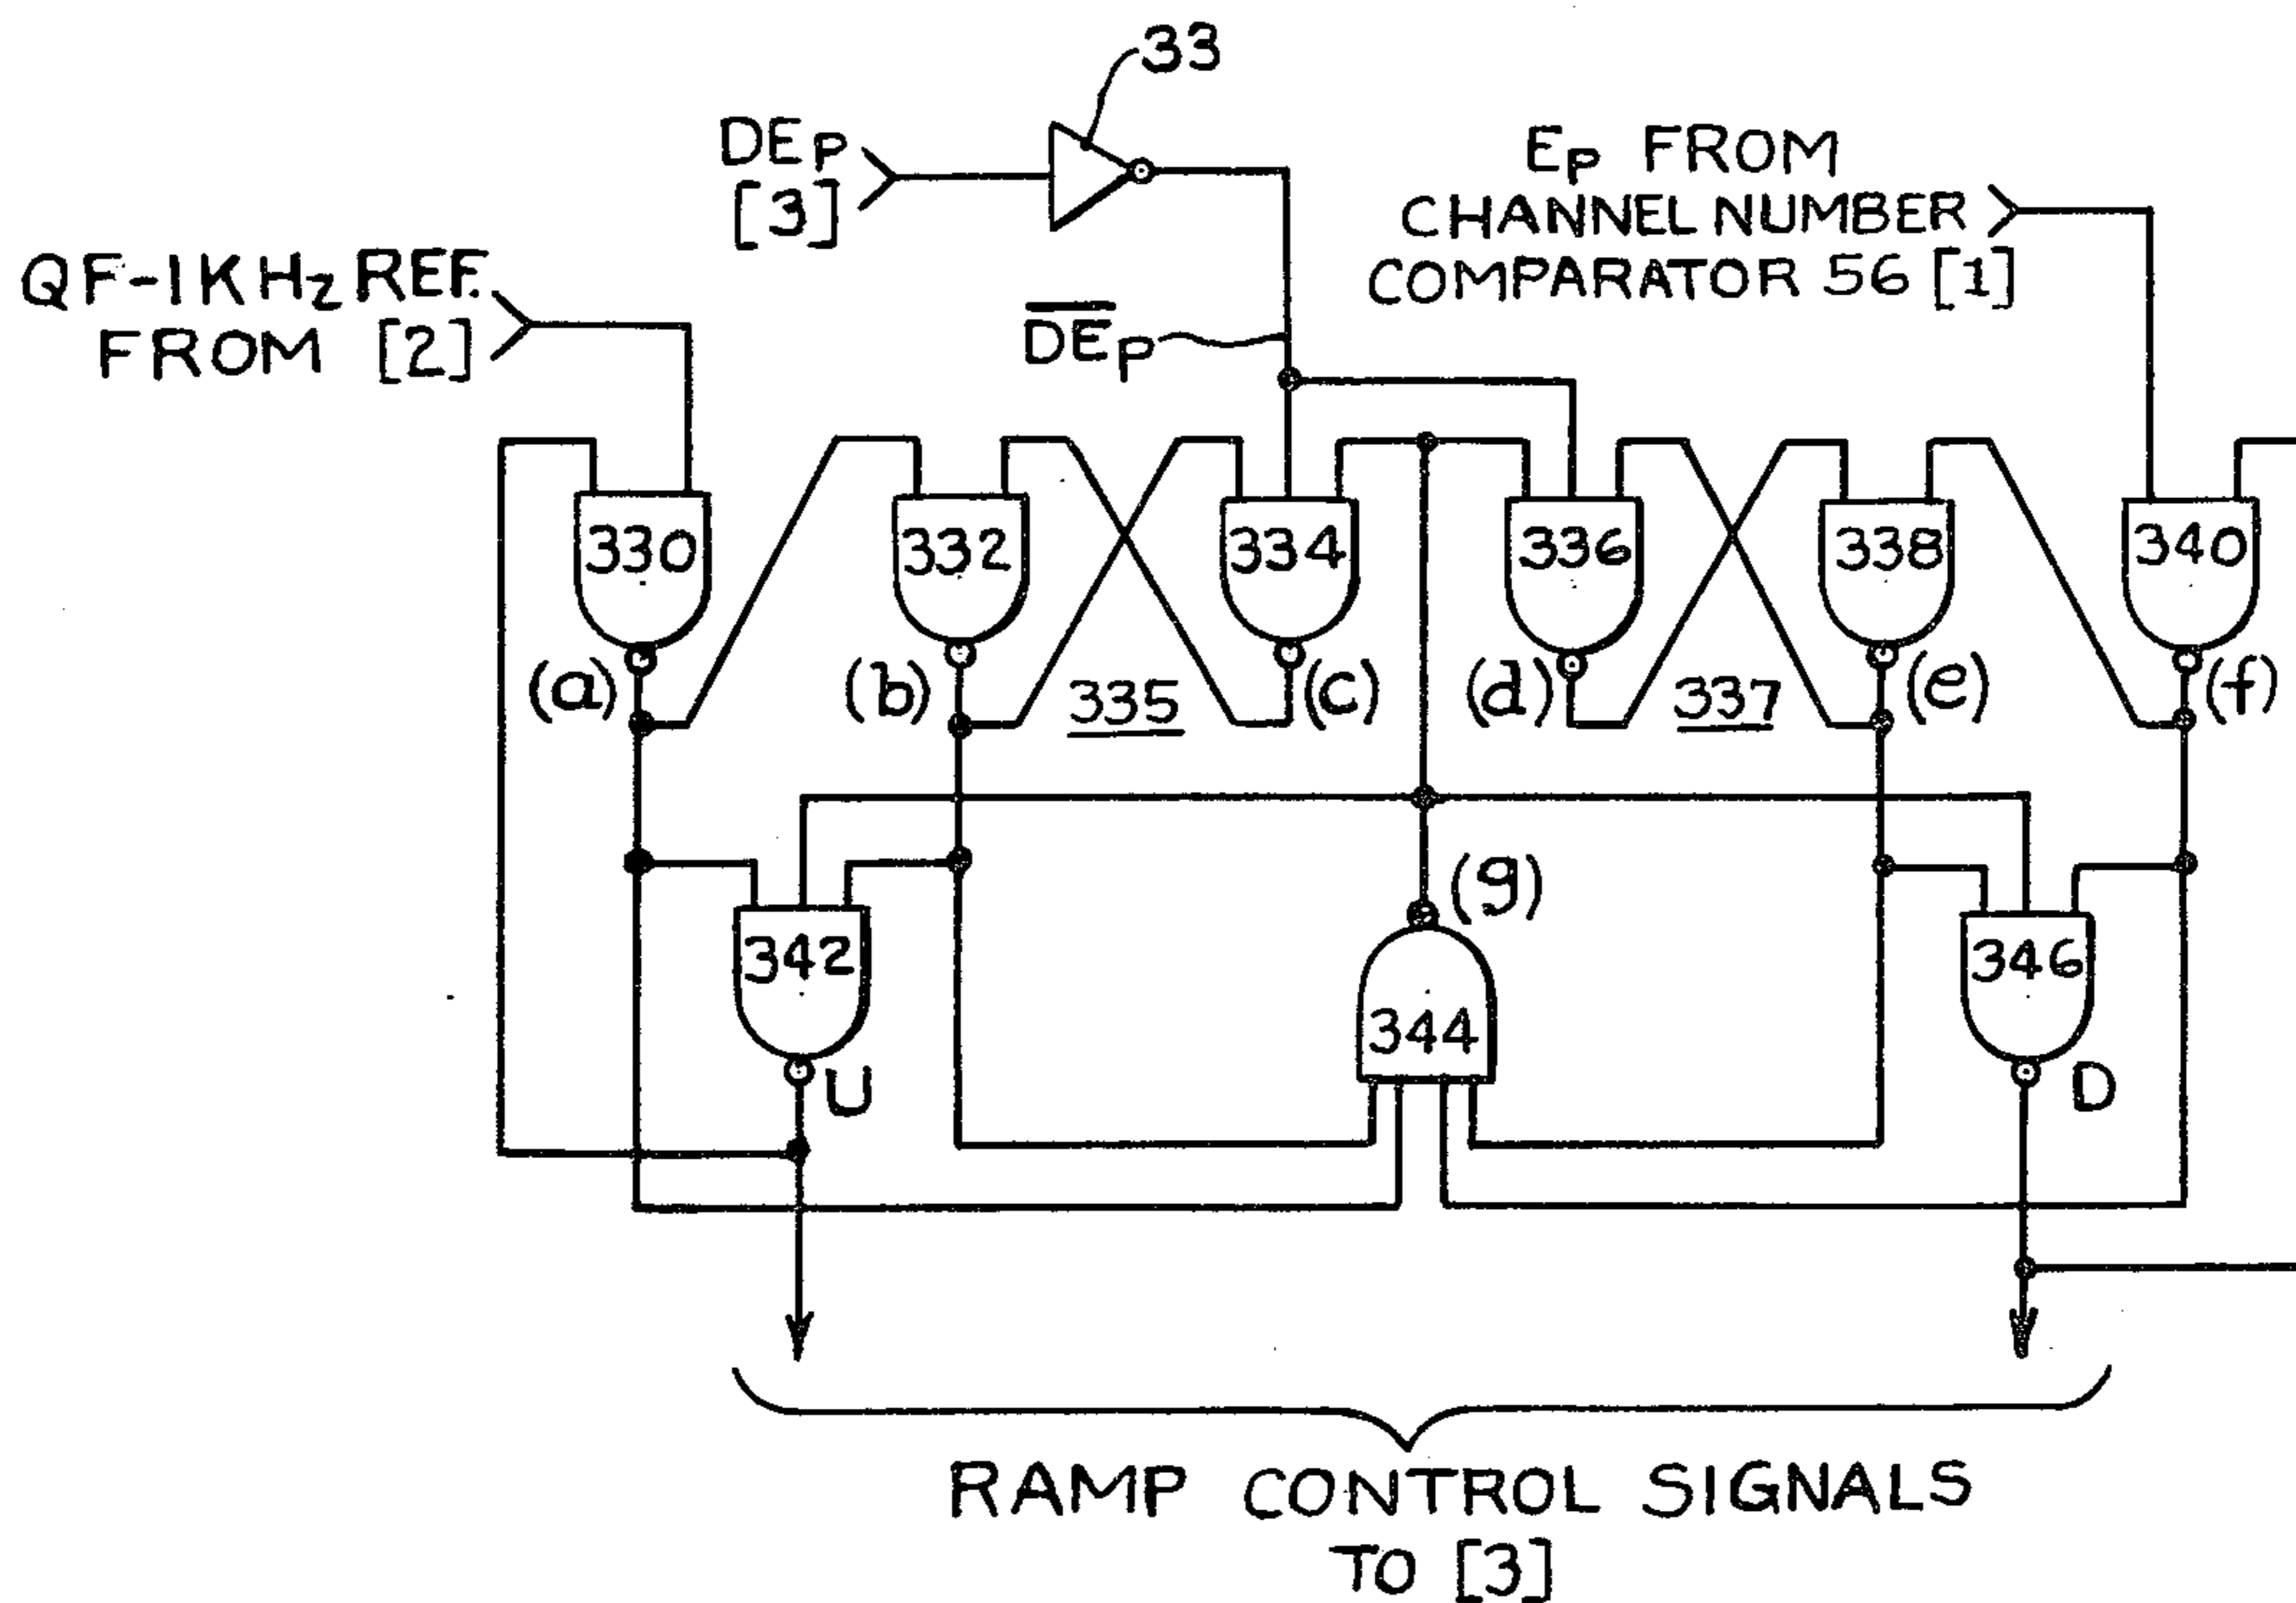 33
DEP
[3]
EP FROM
CHANNEL NUMBER
COMPARATOR 56 [1]
QF-1KHz REF.
FROM [2]
D̅E̅P
330
332
334
336
338
340
(a)
(b)
335
(c)
(d)
337
(e)
(f)
(g)
342
344
346
U
D
RAMP CONTROL SIGNALS
TO [3]